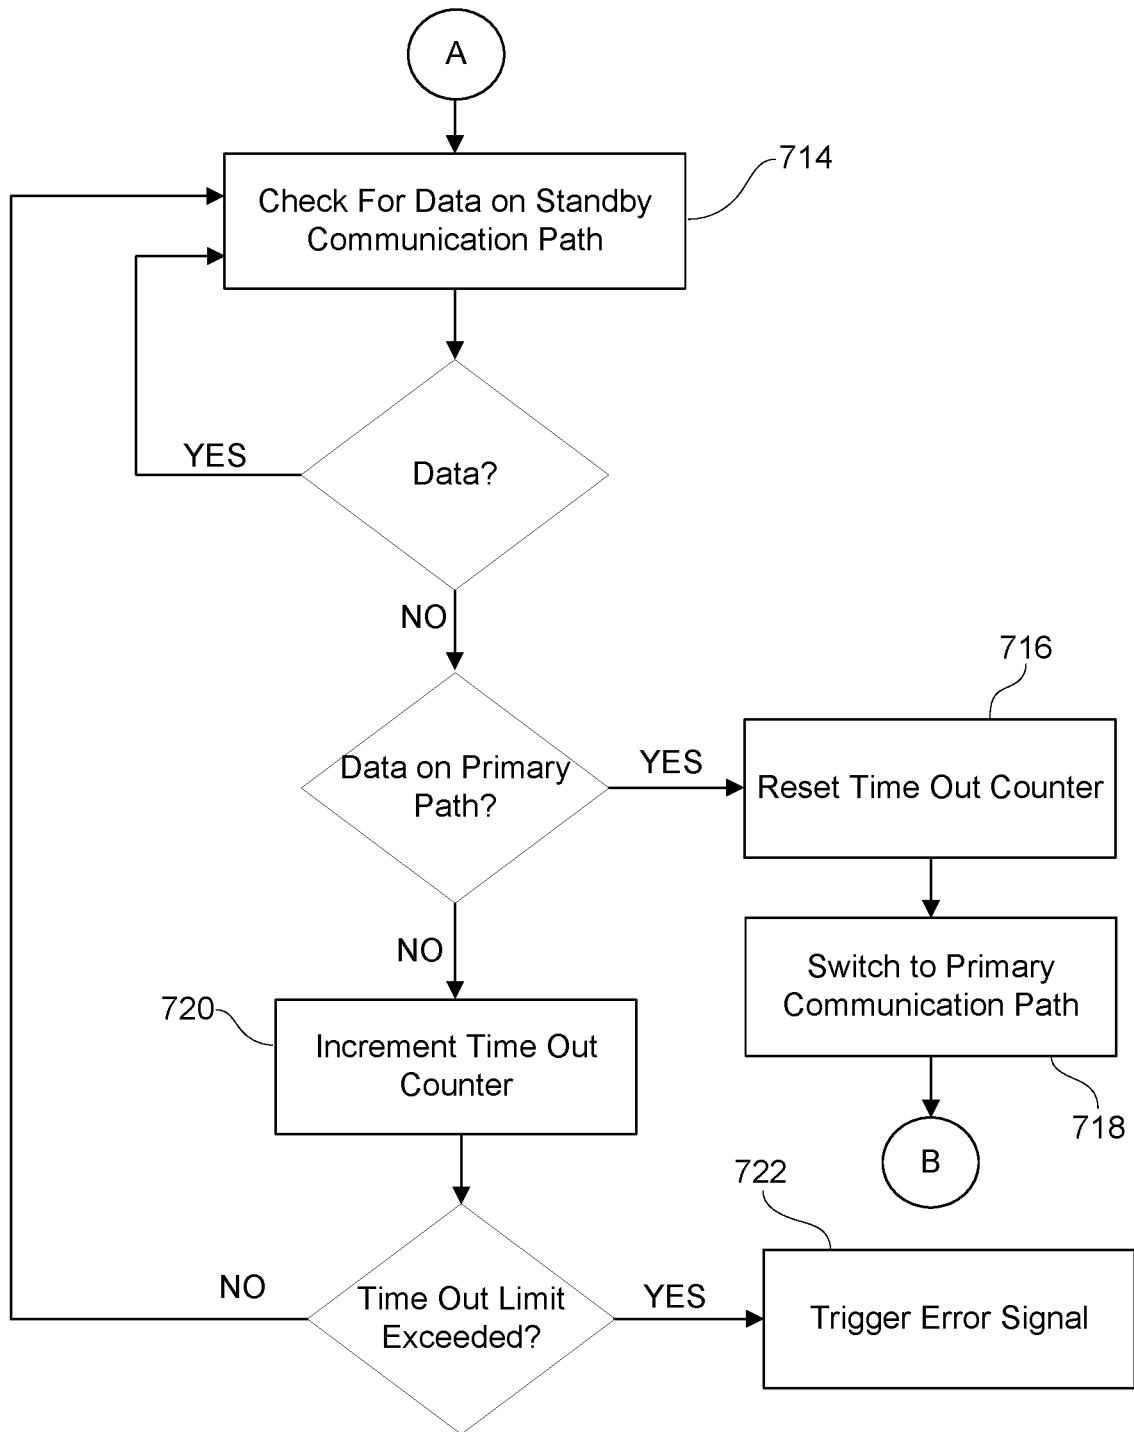 A
714
Check For Data on Standby
Communication Path
YES
Data?
NO
716
Data on Primary
Path?
YES
Reset Time Out Counter
NO
Switch to Primary
Communication Path
720
Increment Time Out
Counter
718
B
722
NO
Time Out Limit
Exceeded?
YES
Trigger Error Signal